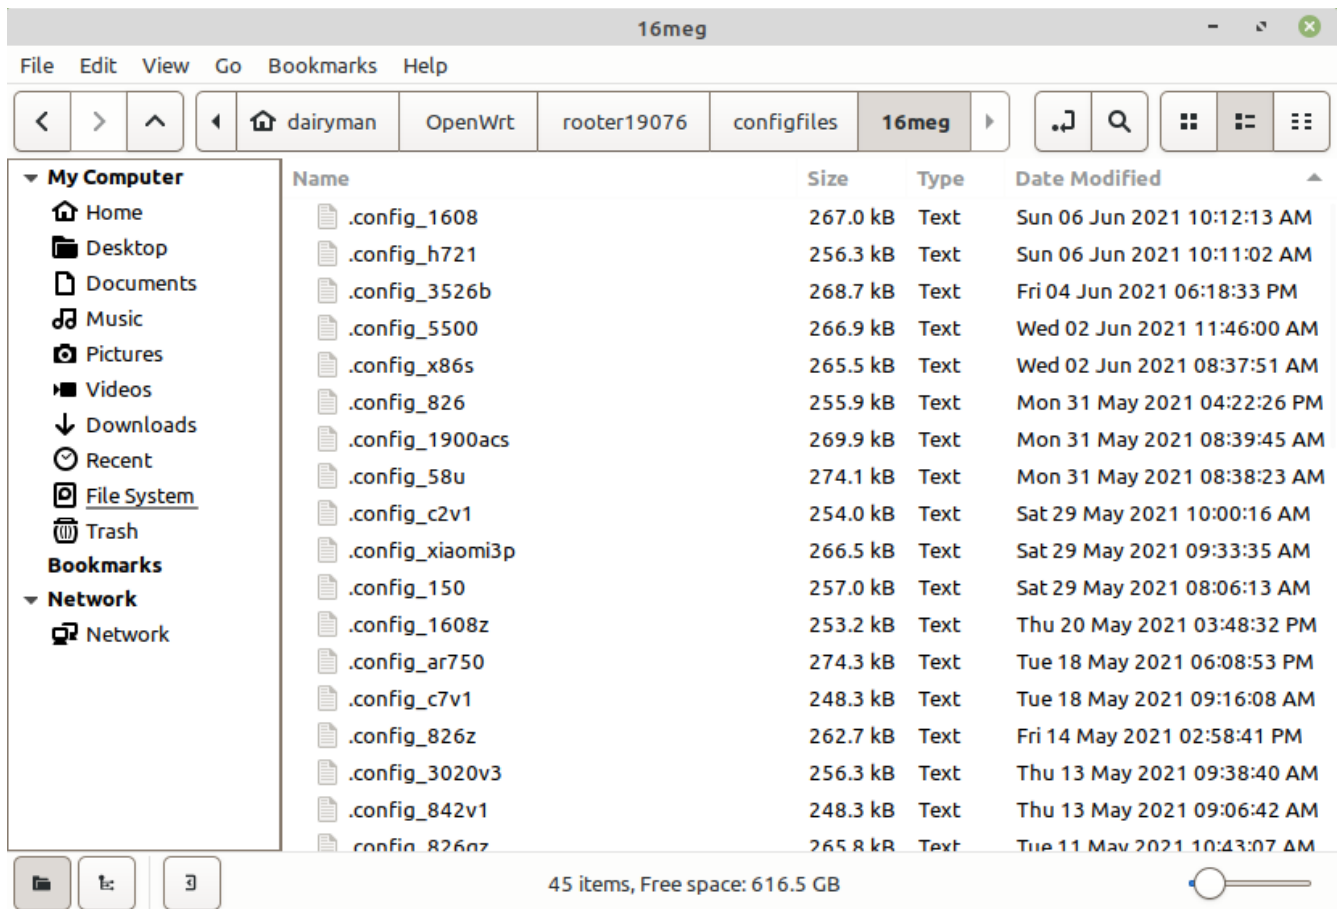 16meg
File Edit View Go Bookmarks Help
dairyman OpenWrt rooter19076 configfiles 16meg
My Computer
Home
Desktop
Documents
Music
Pictures
Videos
Downloads
Recent
File System
Trash
Bookmarks
Network
Network
Name Size Type Date Modified
.config_1608 267.0 kB Text Sun 06 Jun 2021 10:12:13 AM
.config_h721 256.3 kB Text Sun 06 Jun 2021 10:11:02 AM
.config_3526b 268.7 kB Text Fri 04 Jun 2021 06:18:33 PM
.config_5500 266.9 kB Text Wed 02 Jun 2021 11:46:00 AM
.config_x86s 265.5 kB Text Wed 02 Jun 2021 08:37:51 AM
.config_826 255.9 kB Text Mon 31 May 2021 04:22:26 PM
.config_1900acs 269.9 kB Text Mon 31 May 2021 08:39:45 AM
.config_58u 274.1 kB Text Mon 31 May 2021 08:38:23 AM
.config_c2v1 254.0 kB Text Sat 29 May 2021 10:00:16 AM
.config_xiaomi3p 266.5 kB Text Sat 29 May 2021 09:33:35 AM
.config_150 257.0 kB Text Sat 29 May 2021 08:06:13 AM
.config_1608z 253.2 kB Text Thu 20 May 2021 03:48:32 PM
.config_ar750 274.3 kB Text Tue 18 May 2021 06:08:53 PM
.config_c7v1 248.3 kB Text Tue 18 May 2021 09:16:08 AM
.config_826z 262.7 kB Text Fri 14 May 2021 02:58:41 PM
.config_3020v3 256.3 kB Text Thu 13 May 2021 09:38:40 AM
.config_842v1 248.3 kB Text Thu 13 May 2021 09:06:42 AM
.config_826qz 265.8 kB Text Tue 11 May 2021 10:43:07 AM
45 items, Free space: 616.5 GB